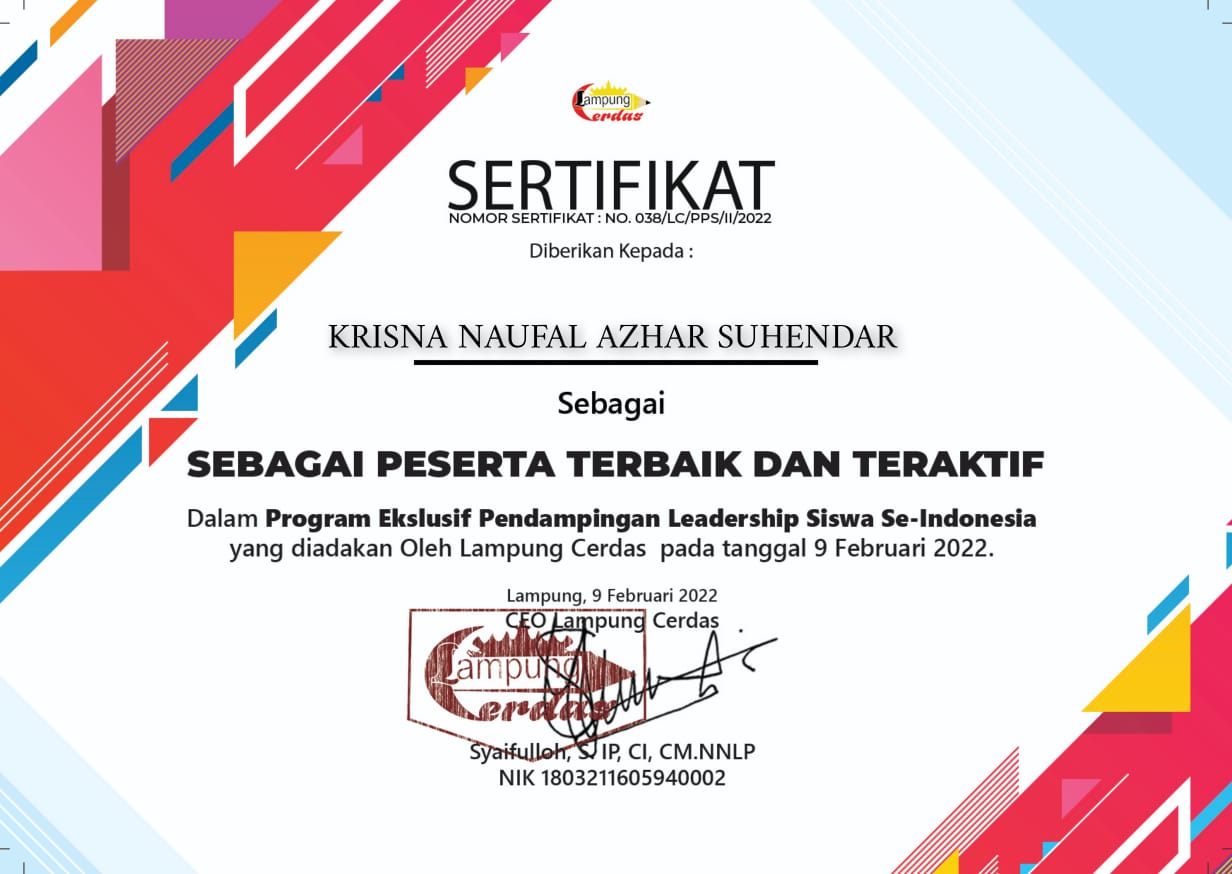 Lampung
Cerdas
SERTIFIKAT
NOMOR SERTIFIKAT : NO. 038/LC/PPS/II/2022
Diberikan Kepada :
KRISNA NAUFAL AZHAR SUHENDAR
Sebagai
SEBAGAI PESERTA TERBAIK DAN TERAKTIF
Dalam Program Ekslusif Pendampingan Leadership Siswa Se-Indonesia
yang diadakan Oleh Lampung Cerdas pada tanggal 9 Februari 2022.
Lampung, 9 Februari 2022
CEO Lampung Cerdas
Lampung
Cerdas
Syaifulloh, S. IP, CI, CM.NNLP
NIK 1803211605940002